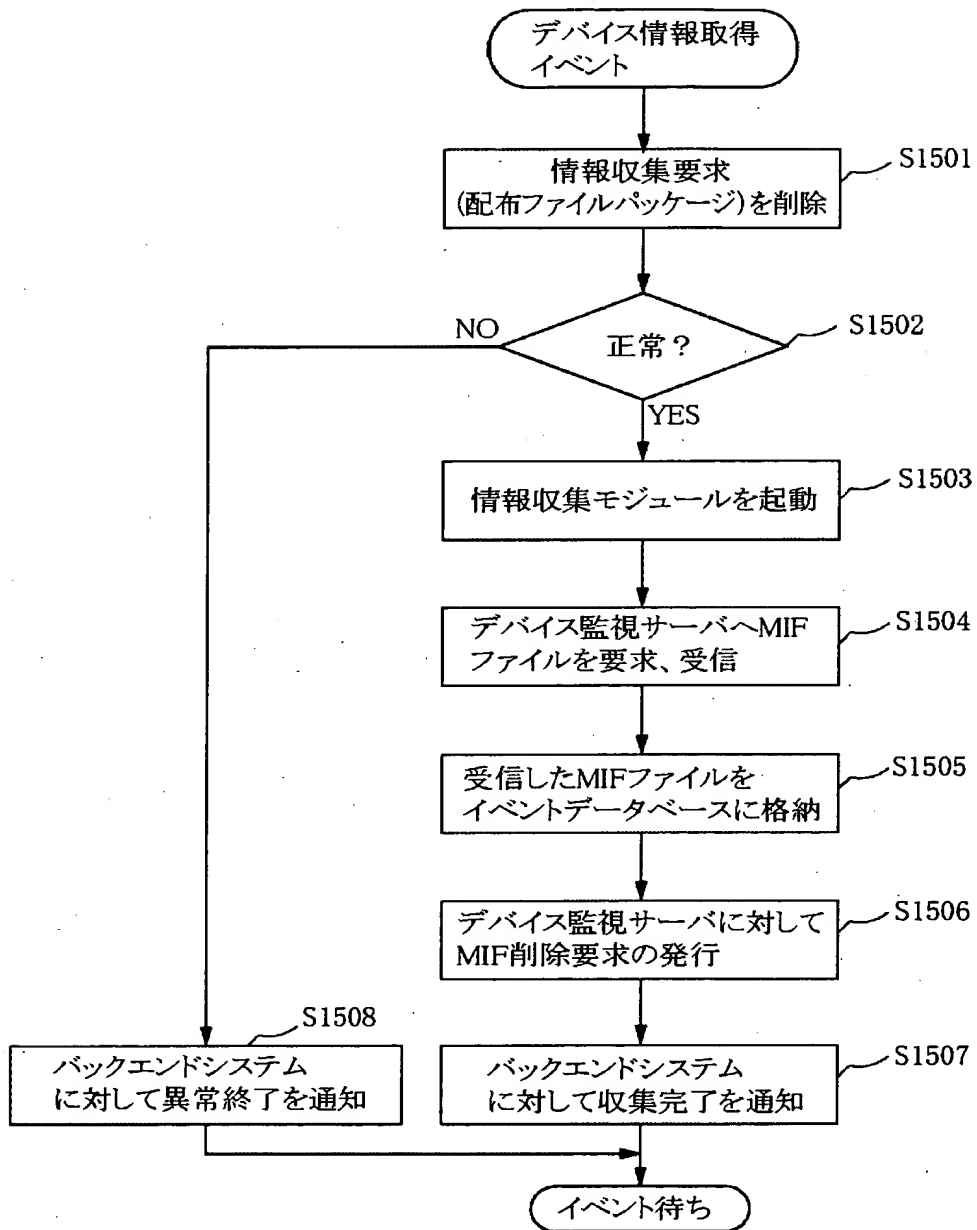 デバイス情報取得
イベント
S1501
情報収集要求
(配布ファイルパッケージ)を削除
S1502
NO
正常？
YES
S1503
情報収集モジュールを起動
S1504
デバイス監視サーバへMIF
ファイルを要求、受信
S1505
受信したMIFファイルを
イベントデータベースに格納
S1506
デバイス監視サーバに対して
MIF削除要求の発行
S1508
バックエンドシステム
に対して異常終了を通知
S1507
バックエンドシステム
に対して収集完了を通知
イベント待ち